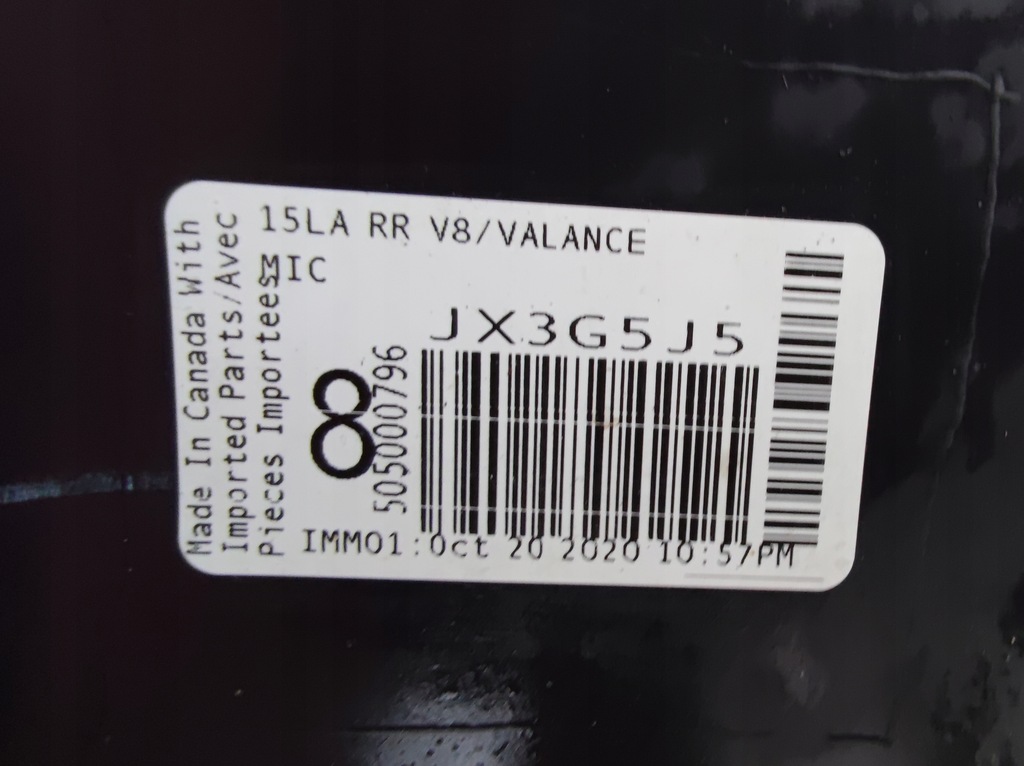 15LA RR V8/VALANCE
MIC
JX3G5J5
8
505000796
IMM01:Oct 20 2020 10:57PM
Made In Canada With
Imported Parts/Avec
Pieces Importees